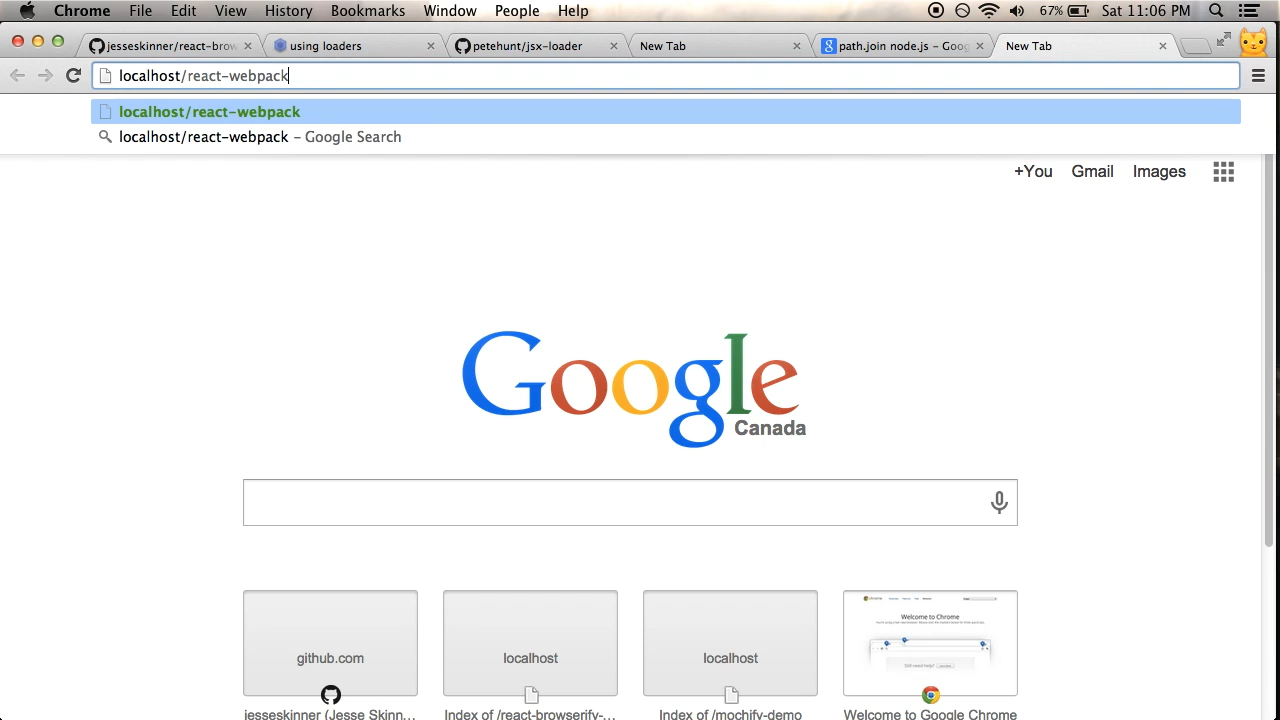 Chrome File Edit View History Bookmarks Window People Help 67% Sat 11:06 PM
jesseskinner/react-brow using loaders petehunt/jsx-loader New Tab path.join node.js – Goog New Tab
localhost/react-webpack
localhost/react-webpack
localhost/react-webpack – Google Search
+You Gmail Images
Google
Canada
github.com localhost localhost
chrome
Welcome to Chrome
jesseskinner (Jesse Skinn... Index of /react-browserify-... Index of /mochify-demo Welcome to Google Chrome